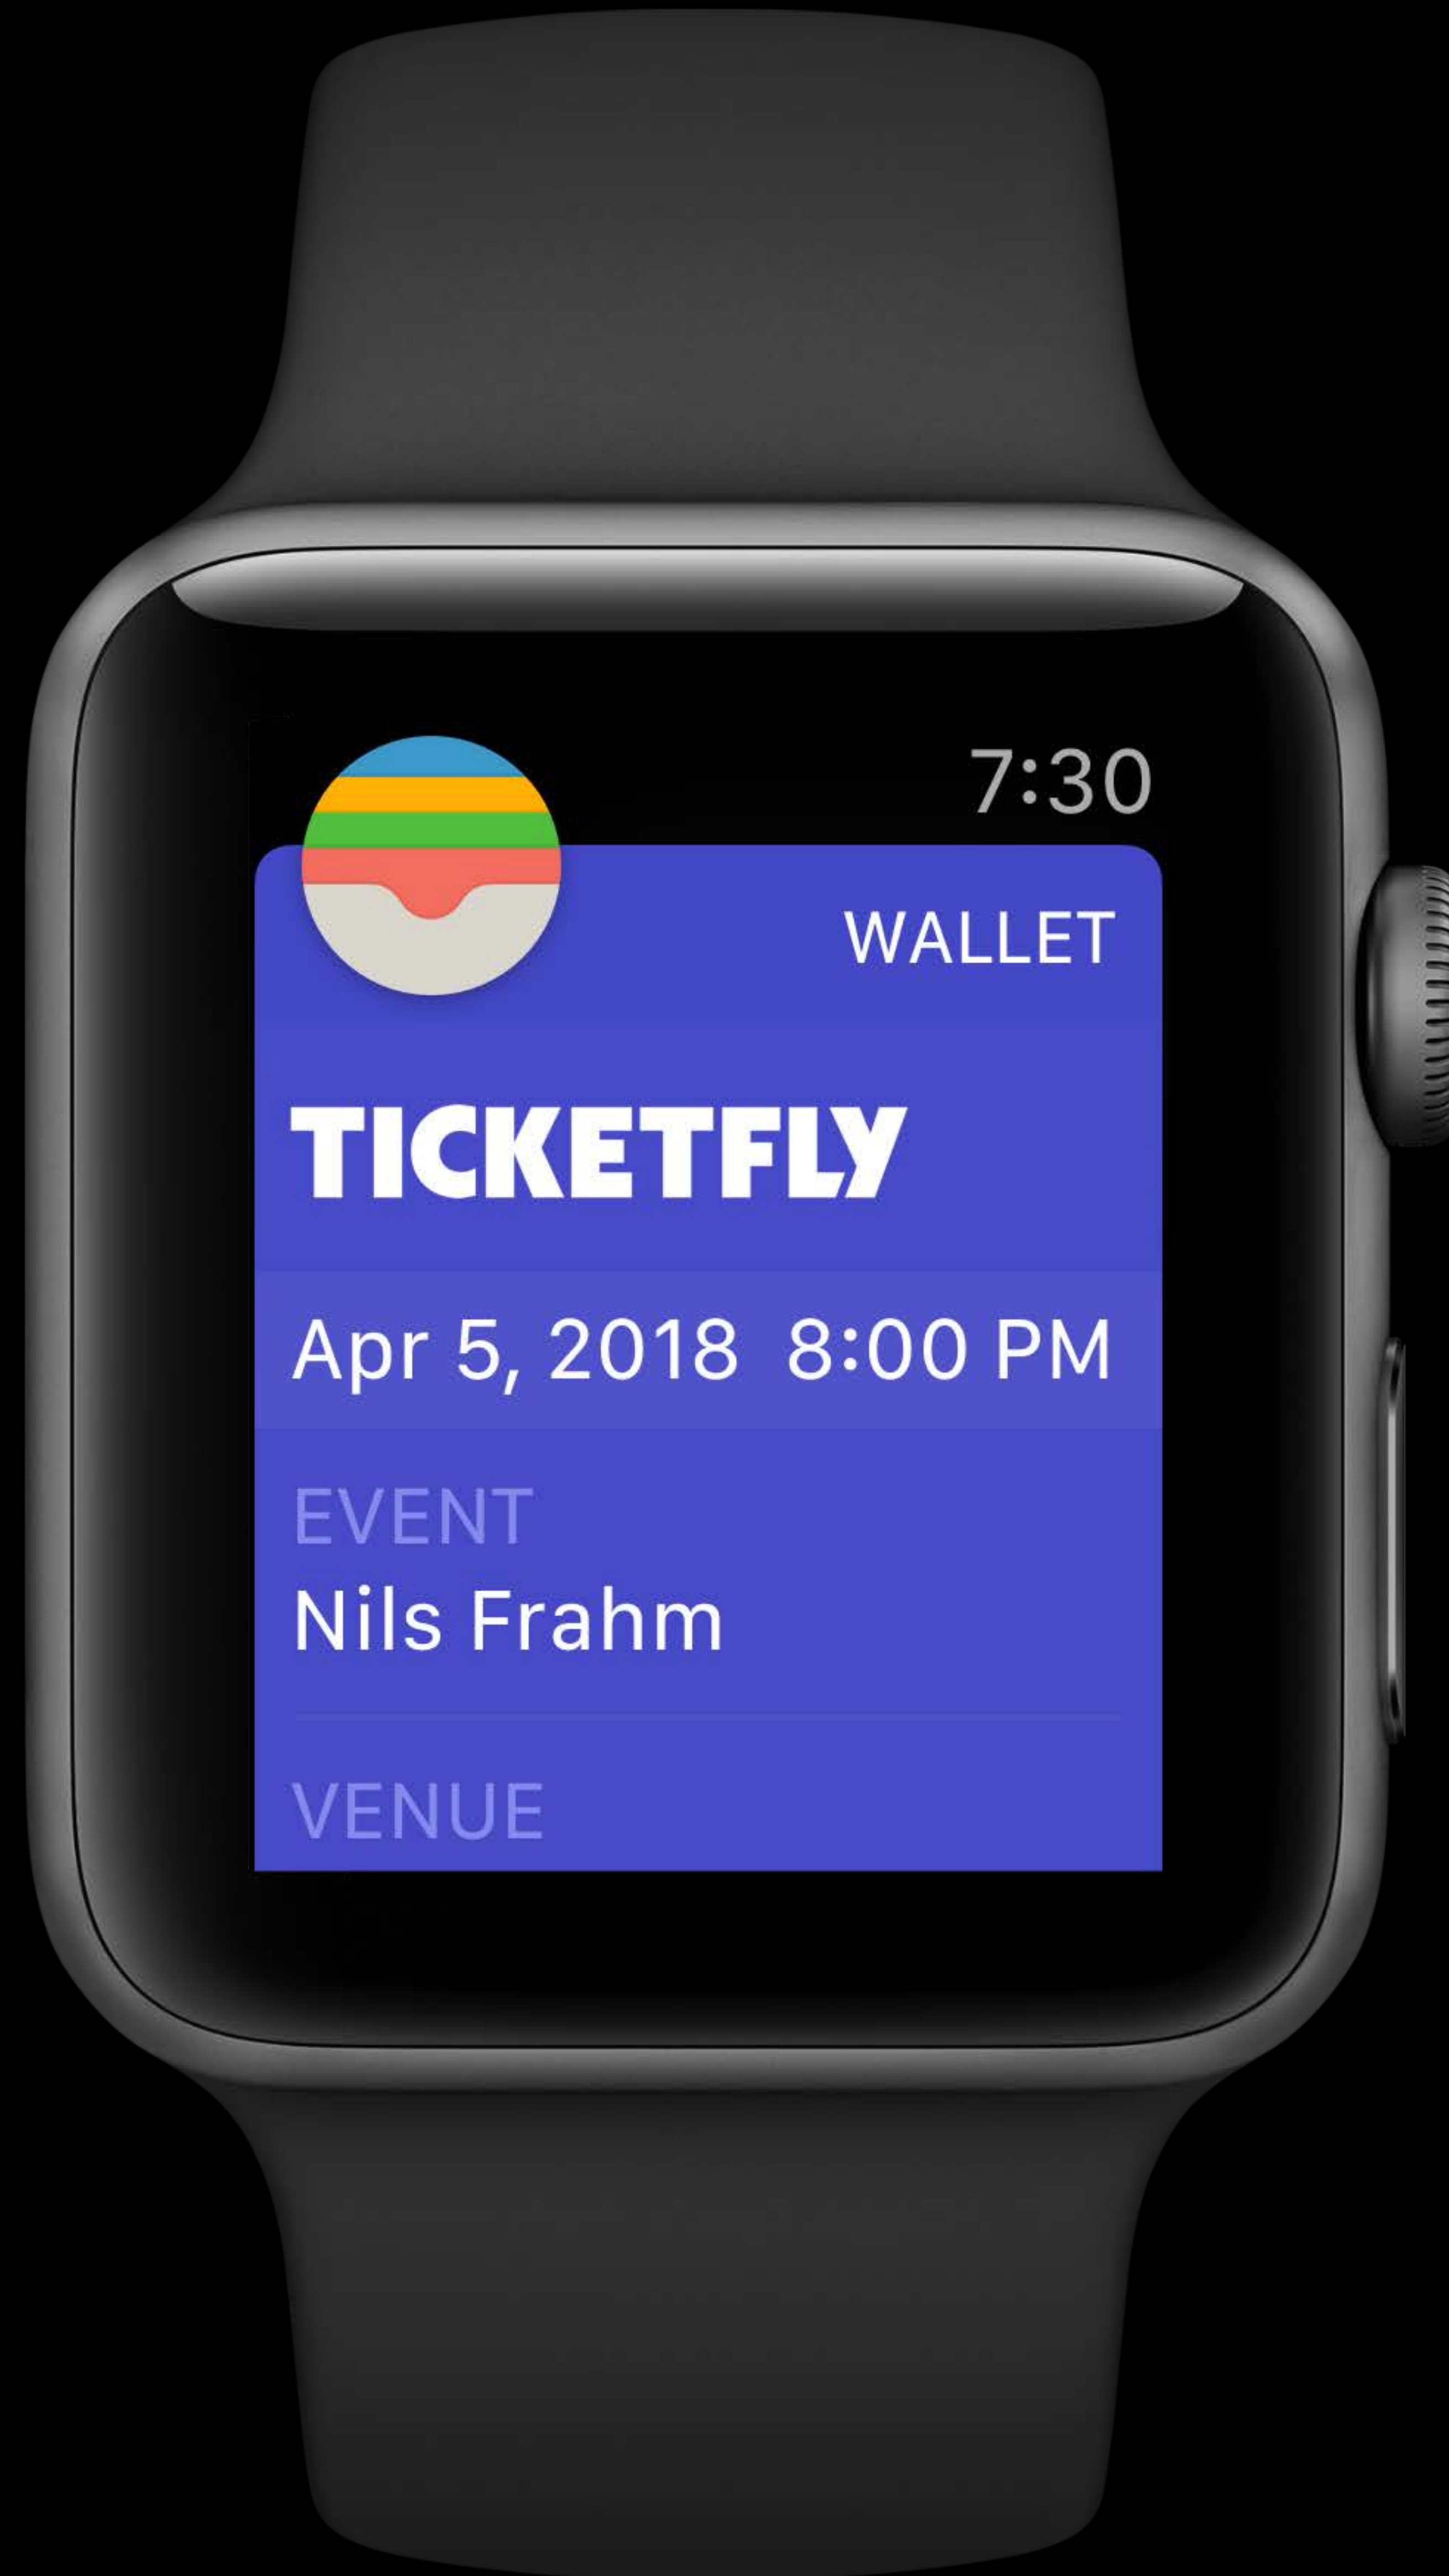 7:30
WALLET
TICKETFLY
Apr 5, 2018 8:00 PM
EVENT
Nils Frahm
VENUE